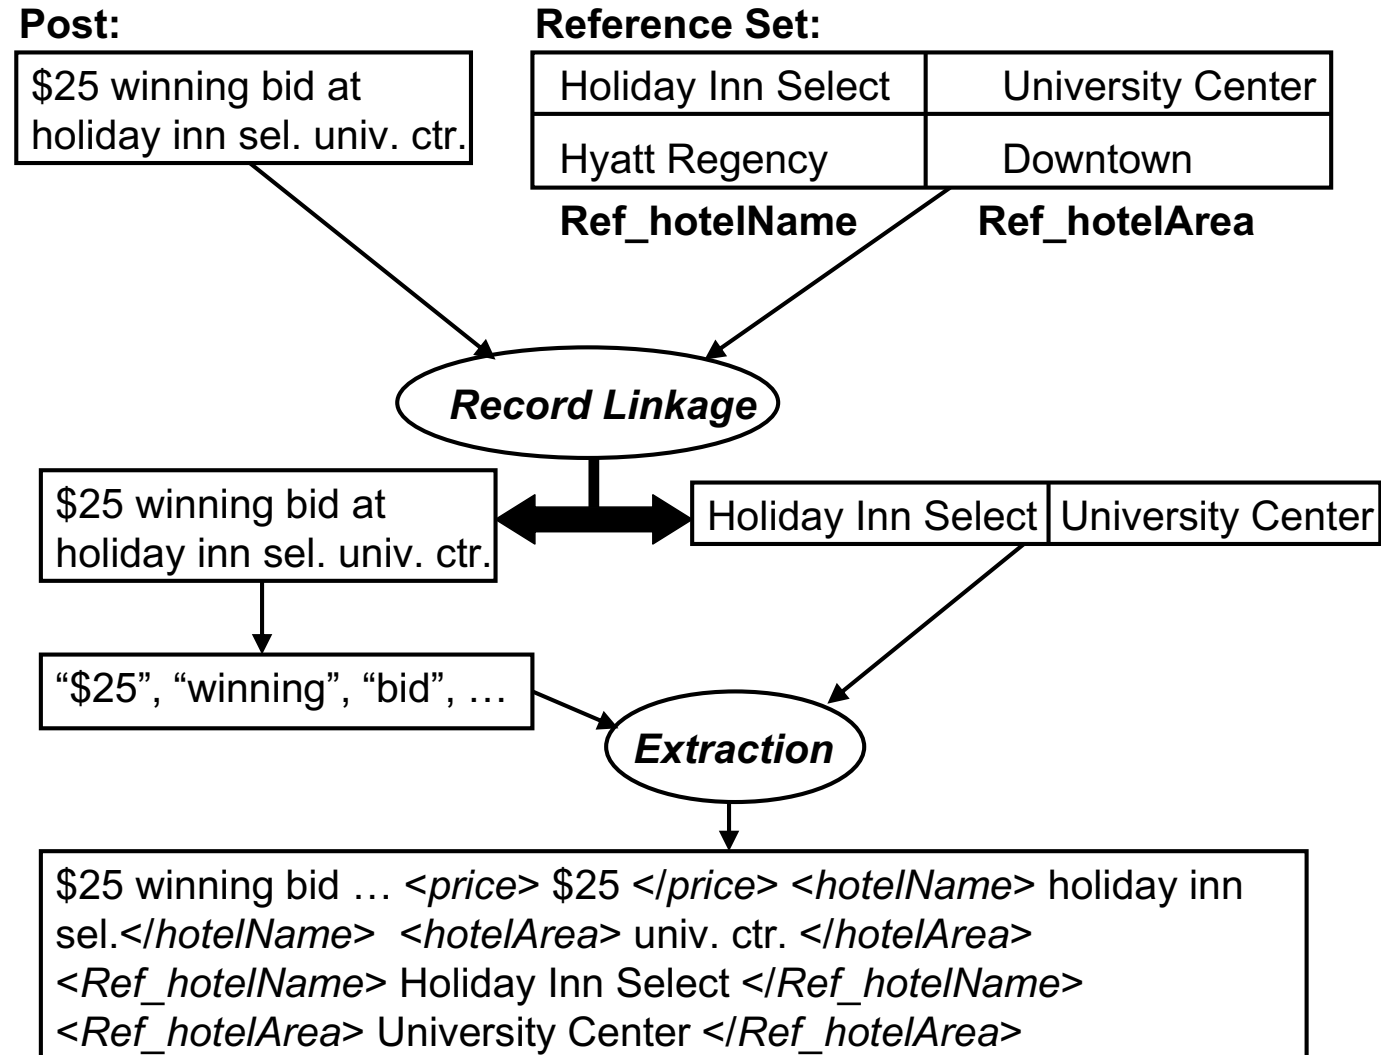 Post:
Reference Set:
$25 winning bid at
holiday inn sel. univ. ctr.
Holiday Inn Select University Center
Hyatt Regency Downtown
Ref_hotelName Ref_hotelArea
Record Linkage
$25 winning bid at
holiday inn sel. univ. ctr.
Holiday Inn Select University Center
“$25”, “winning”, “bid”, …
Extraction
$25 winning bid … <price> $25 </price> <hotelName> holiday inn
sel.</hotelName> <hotelArea> univ. ctr. </hotelArea>
<Ref_hotelName> Holiday Inn Select </Ref_hotelName>
<Ref_hotelArea> University Center </Ref_hotelArea>